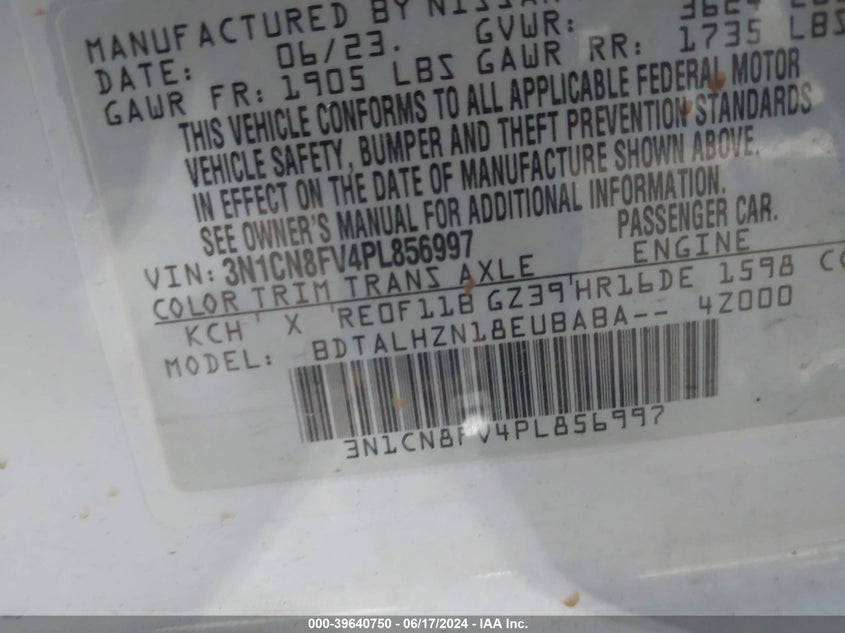 MANUFACTURED BY NISSAN
DATE: 06/23. GVWR: 3624 LBS
GAWR FR: 1905 LBS GAWR RR: 1735 LBS
THIS VEHICLE CONFORMS TO ALL APPLICABLE FEDERAL MOTOR
VEHICLE SAFETY, BUMPER AND THEFT PREVENTION STANDARDS
IN EFFECT ON THE DATE OF MANUFACTURE SHOWN ABOVE.
SEE OWNER'S MANUAL FOR ADDITIONAL INFORMATION.
VIN: 3N1CN8FV4PL856997 PASSENGER CAR.
COLOR TRIM TRANS AXLE ENGINE
KCH X RE0F11B GZ39 HR16DE 1598 CC
MODEL: BDTALHZN18EUBABA-- 4Z000
3N1CN8FV4PL856997
000-39640750 - 06/17/2024 - IAA Inc.